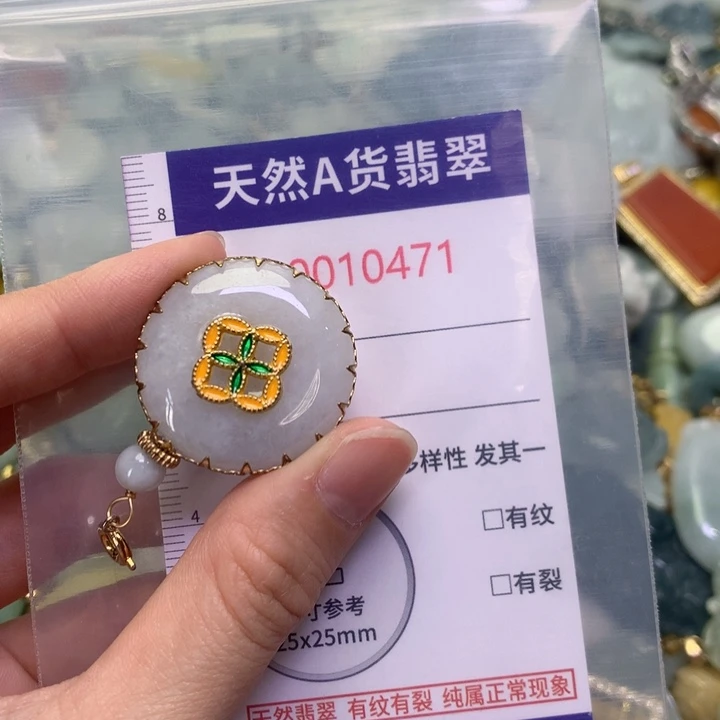 天然A货翡翠
0010471
8
多样性 发其一
4
□有纹
□有裂
寸参考
25x25mm
天然翡翠 有纹有裂 纯属正常现象